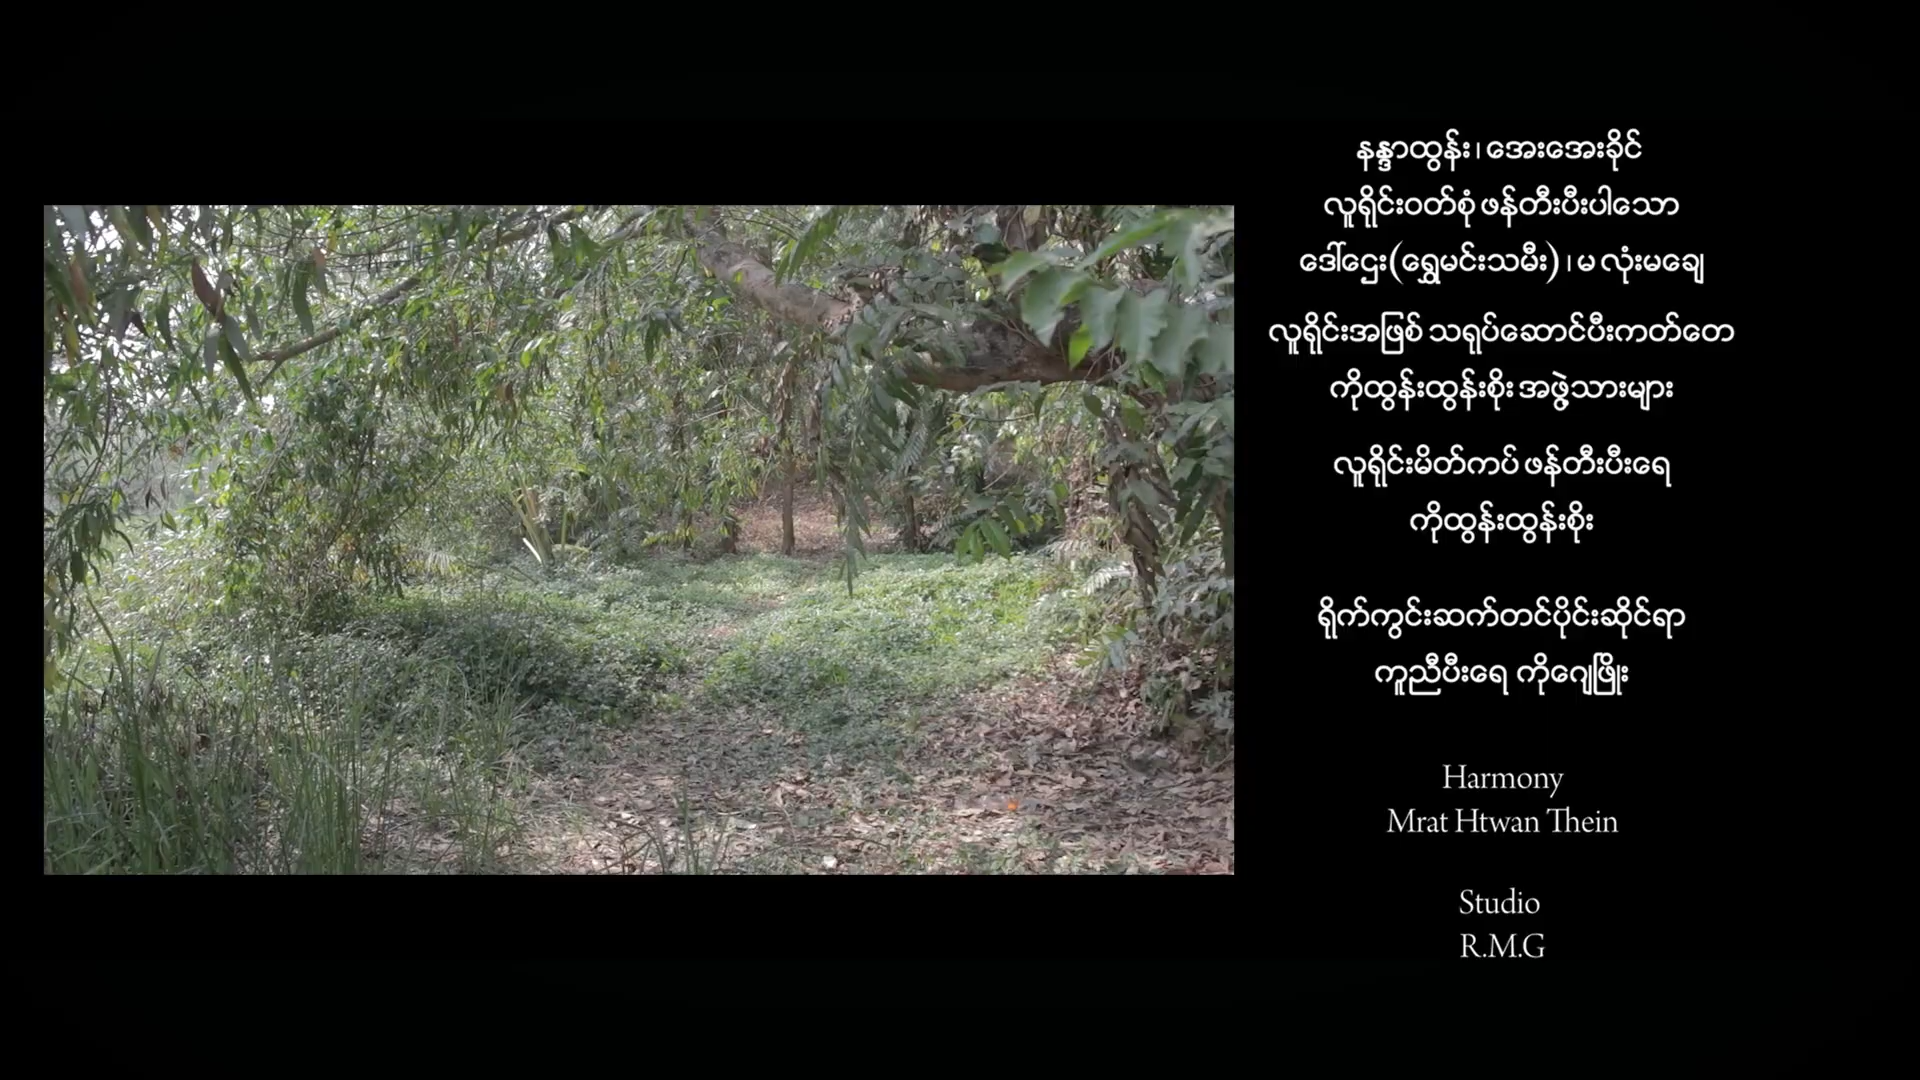 နန္ဒာထွန်း ၊ အေးအေးခိုင်
လူရိုင်းဝတ်စုံ ဖန်တီးပီးပါသော
ဒေါ်ဌေး(ရွှေမင်းသမီး) ၊ မ လုံးမချေ
လူရိုင်းအဖြစ် သရုပ်ဆောင်ပီးကတ်တေ
ကိုထွန်းထွန်းစိုး အဖွဲ့သားများ
လူရိုင်းမိတ်ကပ် ဖန်တီးပီးရေ
ကိုထွန်းထွန်းစိုး
ရိုက်ကွင်းဆက်တင်ပိုင်းဆိုင်ရာ
ကူညီပီးရေ ကိုဂျေဖြိုး
Harmony
Mrat Htwan Thein
Studio
R.M.G